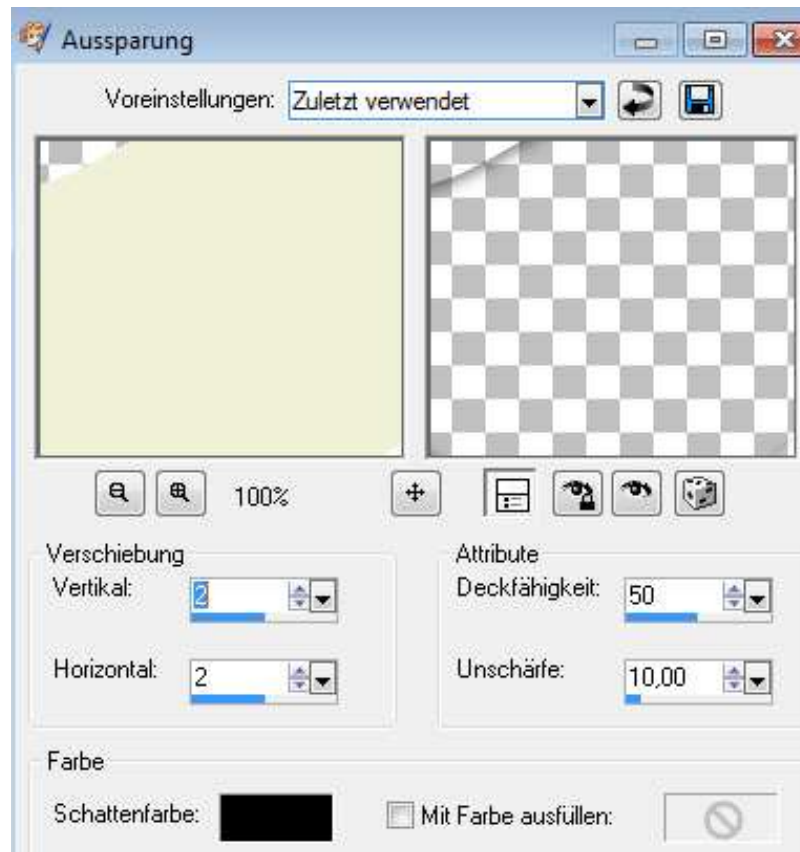 Aussparung
Voreinstellungen: Zuletzt verwendet
100%
Verschiebung
Vertikal: 2
Horizontal: 2
Attribute
Deckfähigkeit: 50
Unschärfe: 10,00
Farbe
Schattenfarbe: Mit Farbe ausfüllen: